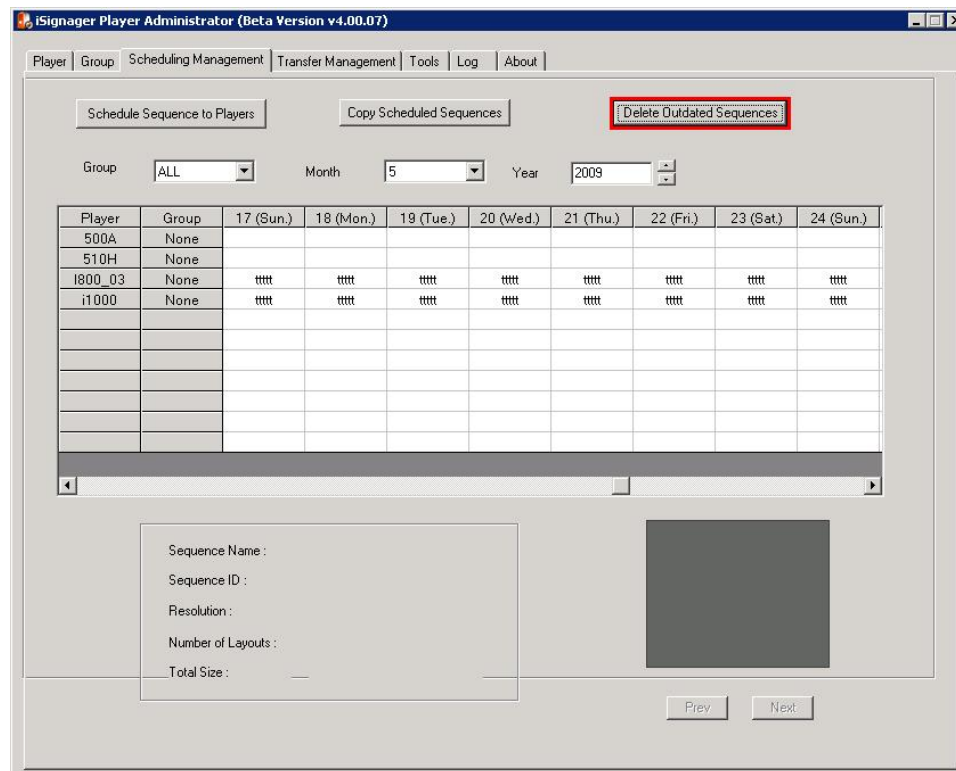 iSignager Player Administrator (Beta Version v4.00.07)
Player Group Scheduling Management Transfer Management Tools Log About
Schedule Sequence to Players Copy Scheduled Sequences Delete Outdated Sequences
Group ALL Month 5 Year 2009
Player Group 17 (Sun.) 18 (Mon.) 19 (Tue.) 20 (Wed.) 21 (Thu.) 22 (Fri.) 23 (Sat.) 24 (Sun.)
500A None
510H None
I800_03 None ttttt ttttt ttttt ttttt ttttt ttttt ttttt ttttt
i1000 None ttttt ttttt ttttt ttttt ttttt ttttt ttttt ttttt
Sequence Name :
Sequence ID :
Resolution :
Number of Layouts :
Total Size :
Prev Next